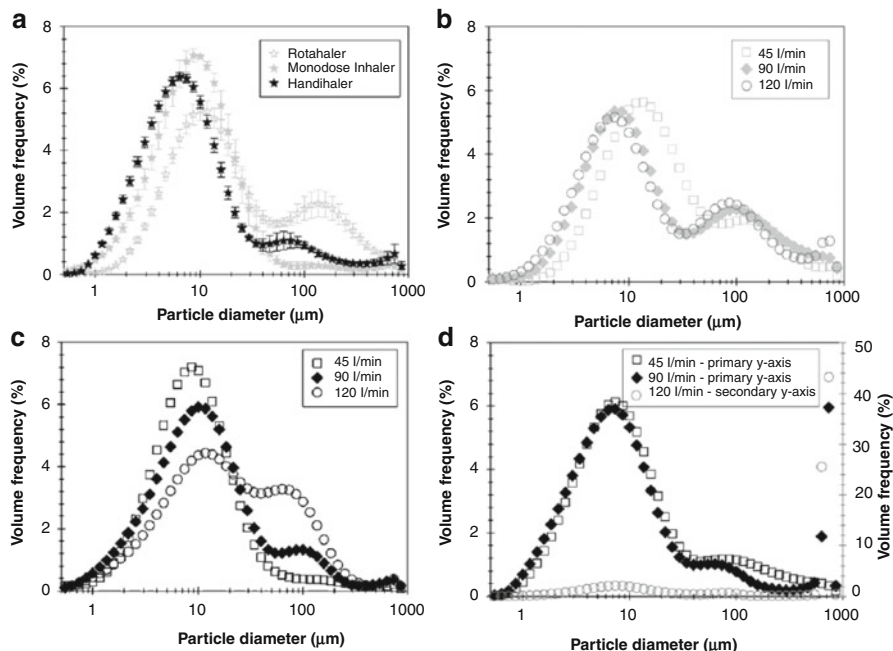 a
8
6
4
2
0
Volume frequency (%)
Rotahaler
Monodose Inhaler
Handihaler
1
10
100
1000
Particle diameter (μm)
b
8
6
4
2
0
Volume frequency (%)
45 l/min
90 l/min
120 l/min
1
10
100
1000
Particle diameter (μm)
c
8
6
4
2
0
Volume frequency (%)
45 l/min
90 l/min
120 l/min
1
10
100
1000
Particle diameter (μm)
d
8
6
4
2
0
Volume frequency (%)
45 l/min - primary y-axis
90 l/min - primary y-axis
120 l/min - secondary y-axis
50
40
30
20
10
0
Volume frequency (%)
1
10
100
1000
Particle diameter (μm)